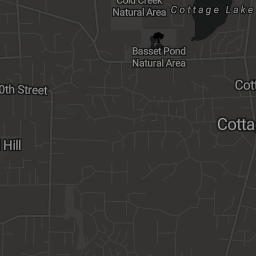 Cold Creek
Natural Area
Cottage Lake
Basset Pond
Natural Area
Cott
0th Street
Cotta
Hill